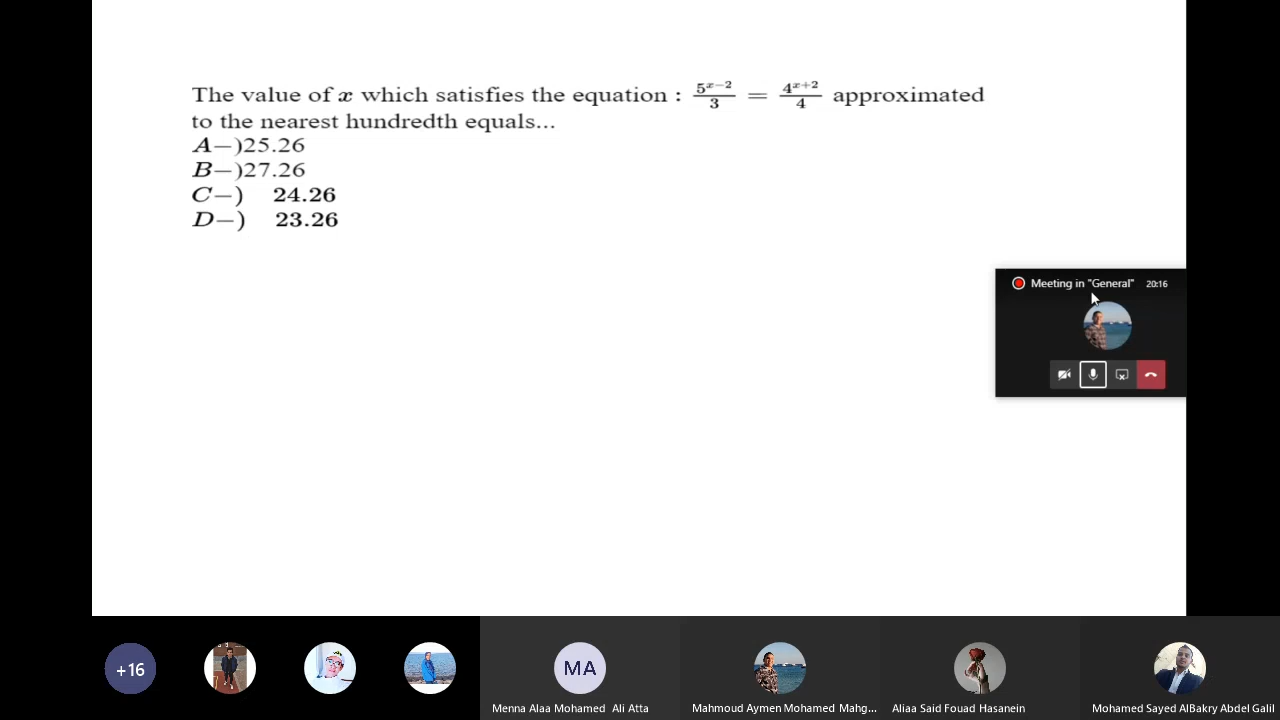 The value of x which satisfies the equation : 5^{x−2}/3 = 4^{x+2}/4 approximated
to the nearest hundredth equals...
A−)25.26
B−)27.26
C−) 24.26
D−) 23.26
Meeting in "General" 20:16
+16
MA
Menna Alaa Mohamed Ali Atta
Mahmoud Aymen Mohamed Mahg...
Aliaa Said Fouad Hasanein
Mohamed Sayed AlBakry Abdel Galil